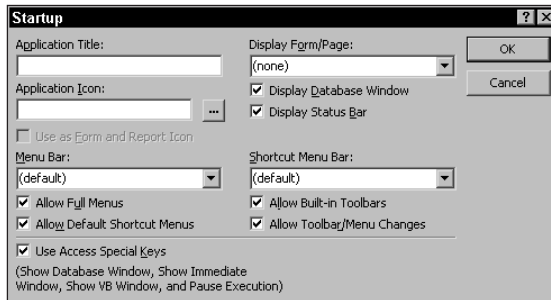 Startup
Application Title:
Display Form/Page:
(none)
OK
Cancel
Application Icon:
...
Display Database Window
Display Status Bar
Use as Form and Report Icon
Menu Bar:
Shortcut Menu Bar:
(default)
(default)
Allow Full Menus
Allow Built-in Toolbars
Allow Default Shortcut Menus
Allow Toolbar/Menu Changes
Use Access Special Keys
(Show Database Window, Show Immediate
Window, Show VB Window, and Pause Execution)